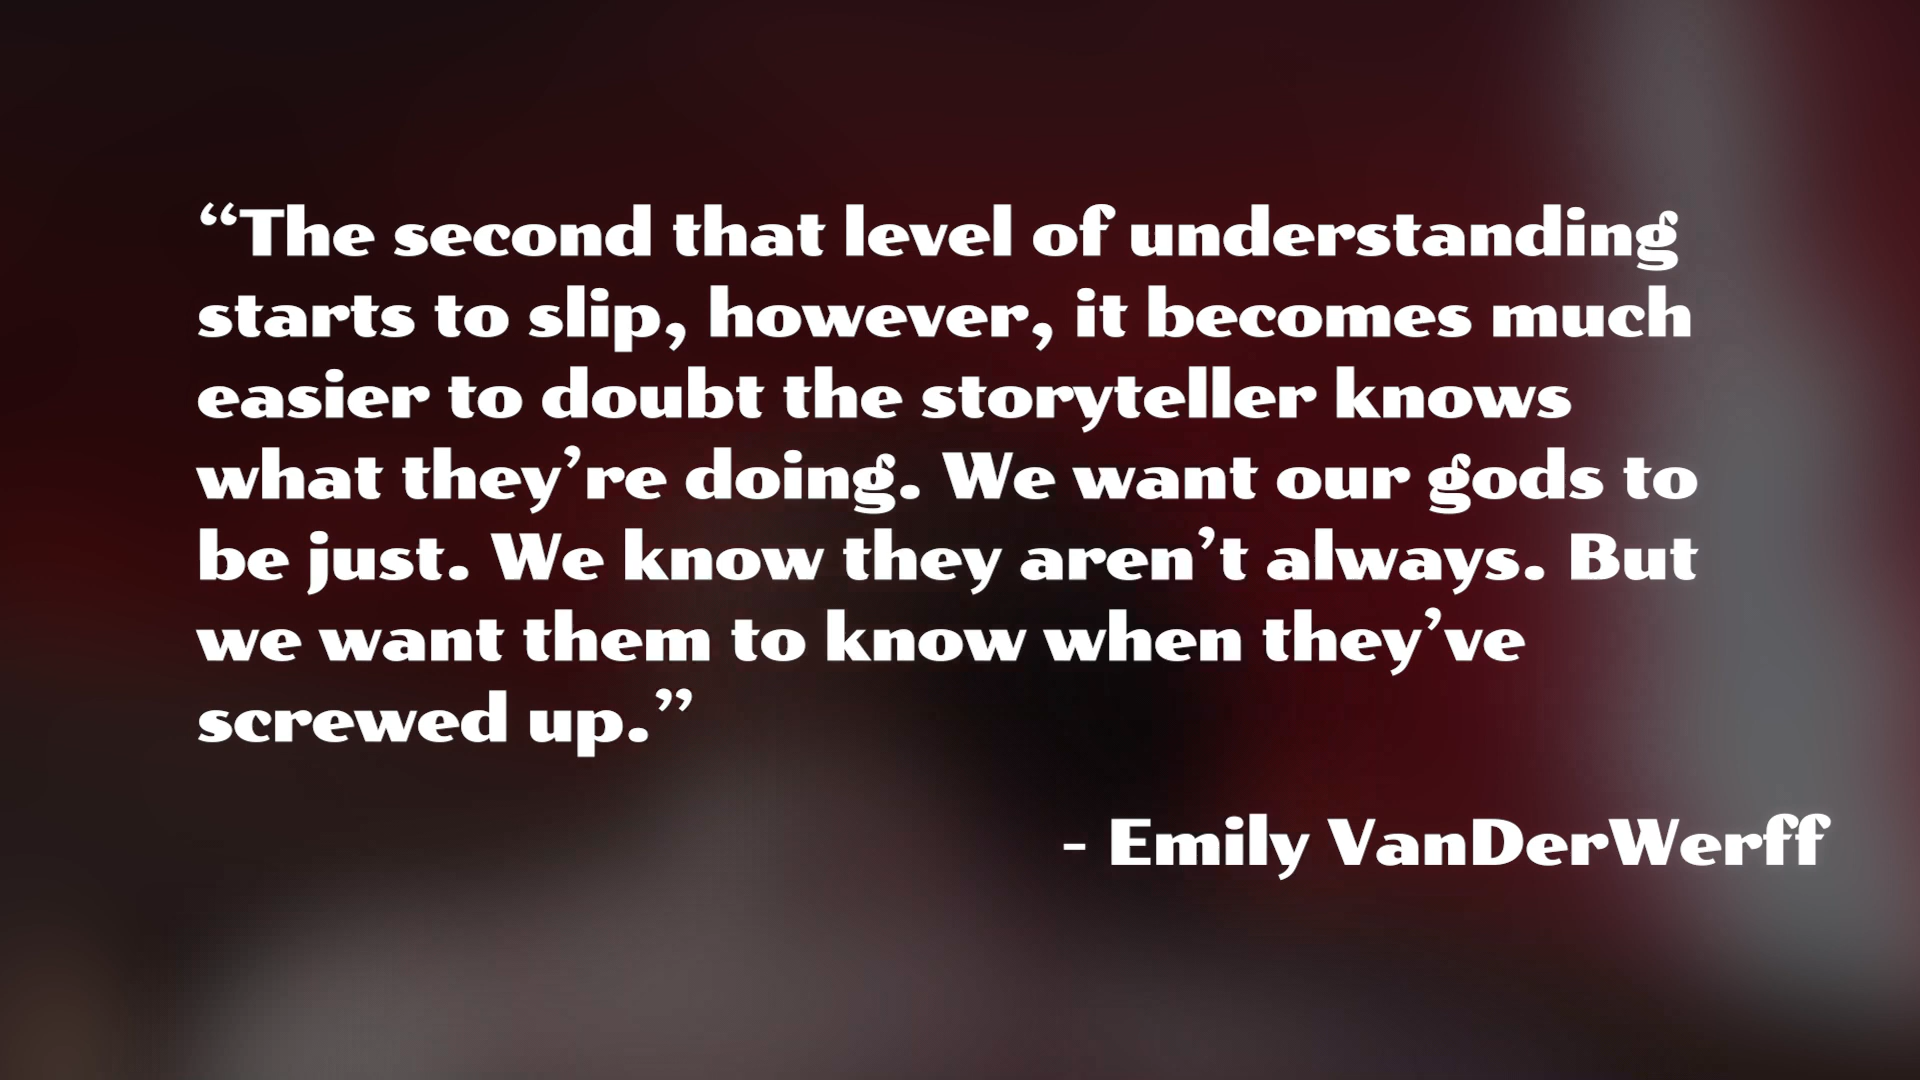 “The second that level of understanding
starts to slip, however, it becomes much
easier to doubt the storyteller knows
what they’re doing. We want our gods to
be just. We know they aren’t always. But
we want them to know when they’ve
screwed up.”
- Emily VanDerWerff